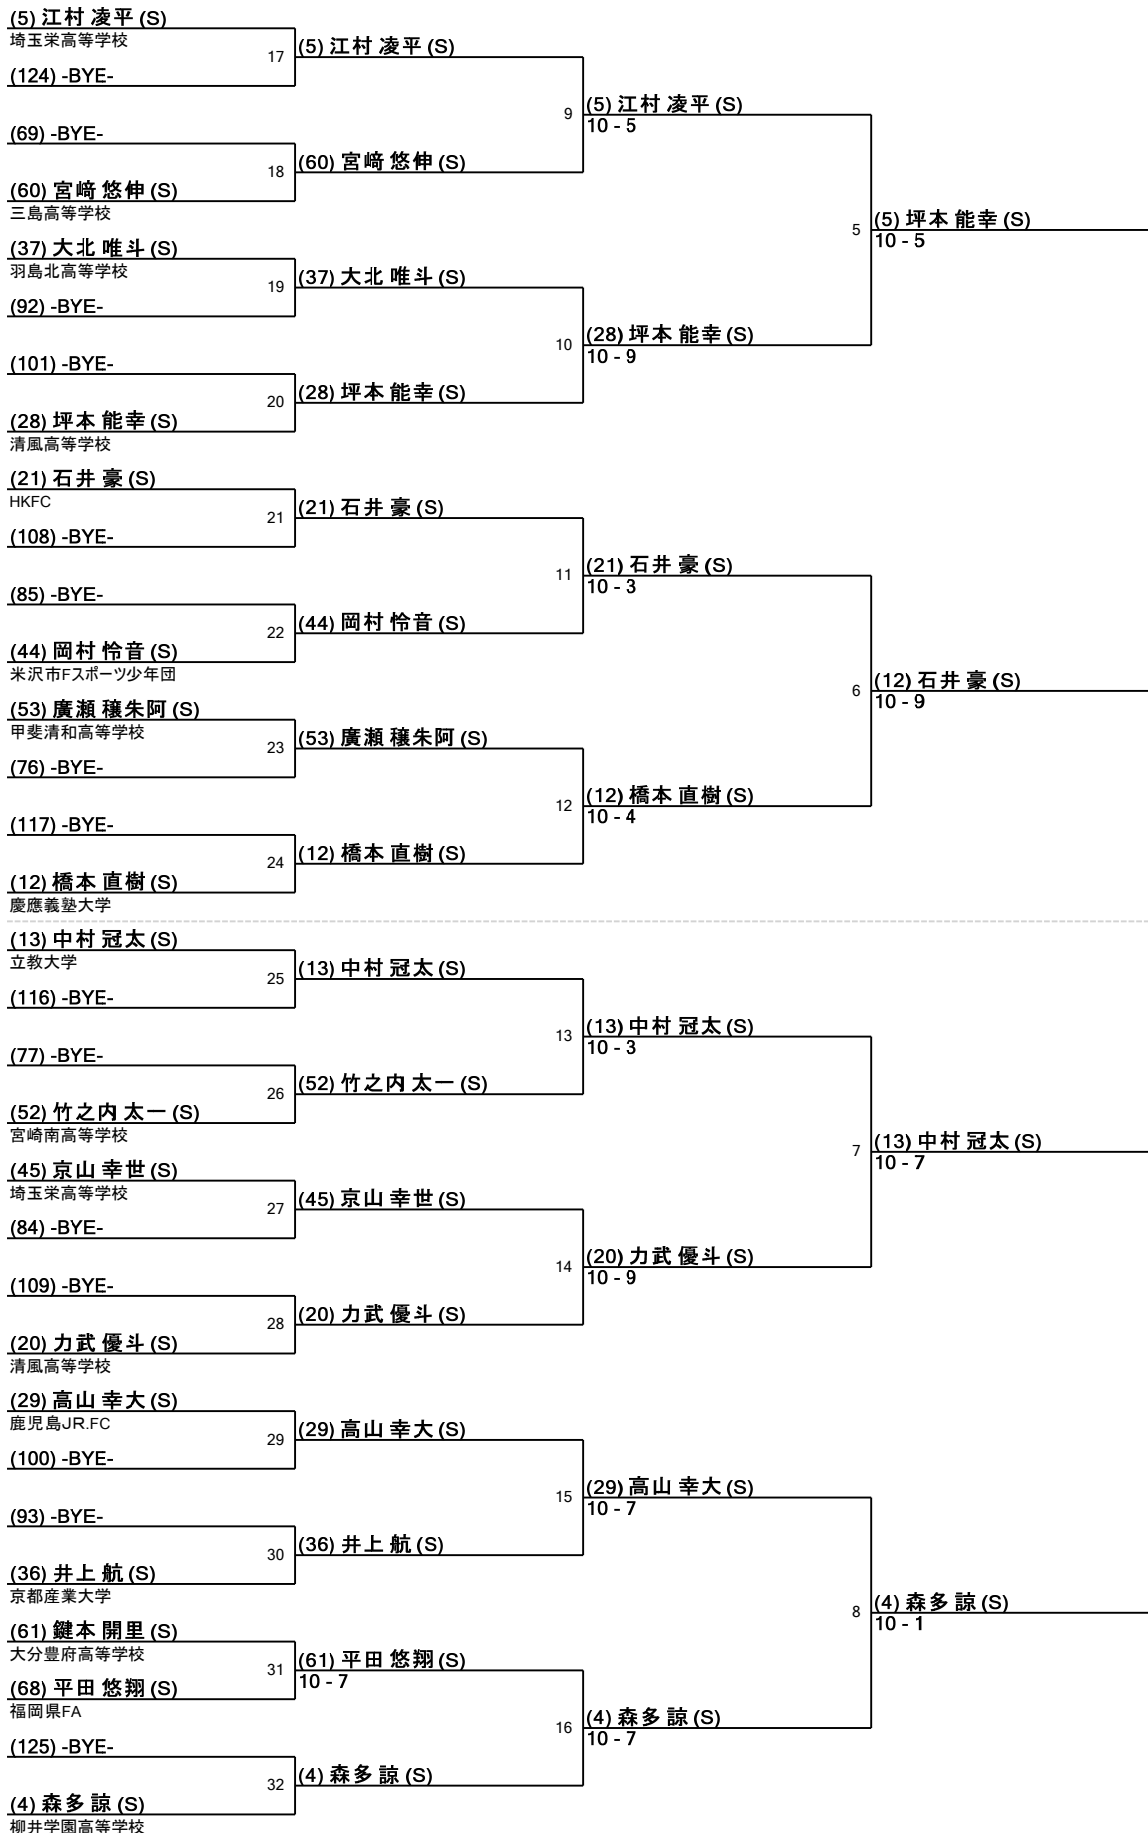 (5) 江村 凌平 (S)
埼玉栄高等学校
(124) -BYE-
(69) -BYE-
(60) 宮﨑 悠伸 (S)
三島高等学校
(37) 大北 唯斗 (S)
羽島北高等学校
(92) -BYE-
(101) -BYE-
(28) 坪本 能幸 (S)
清風高等学校
(21) 石井 豪 (S)
HKFC
(108) -BYE-
(85) -BYE-
(44) 岡村 怜音 (S)
米沢市Fスポーツ少年団
(53) 廣瀬 穣朱阿 (S)
甲斐清和高等学校
(76) -BYE-
(117) -BYE-
(12) 橋本 直樹 (S)
慶應義塾大学
(13) 中村 冠太 (S)
立教大学
(116) -BYE-
(77) -BYE-
(52) 竹之内 太一 (S)
宮崎南高等学校
(45) 京山 幸世 (S)
埼玉栄高等学校
(84) -BYE-
(109) -BYE-
(20) 力武 優斗 (S)
清風高等学校
(29) 高山 幸大 (S)
鹿児島JR.FC
(100) -BYE-
(93) -BYE-
(36) 井上 航 (S)
京都産業大学
(61) 鍵本 開里 (S)
大分豊府高等学校
(68) 平田 悠翔 (S)
福岡県FA
(125) -BYE-
(4) 森多 諒 (S)
柳井学園高等学校
17
18
19
20
21
22
23
24
25
26
27
28
29
30
31
32
(5) 江村 凌平 (S)
(60) 宮﨑 悠伸 (S)
(37) 大北 唯斗 (S)
(28) 坪本 能幸 (S)
(21) 石井 豪 (S)
(44) 岡村 怜音 (S)
(53) 廣瀬 穣朱阿 (S)
(12) 橋本 直樹 (S)
(13) 中村 冠太 (S)
(52) 竹之内 太一 (S)
(45) 京山 幸世 (S)
(20) 力武 優斗 (S)
(29) 高山 幸大 (S)
(36) 井上 航 (S)
(61) 平田 悠翔 (S)
10 - 7
(4) 森多 諒 (S)
9
10
11
12
13
14
15
16
(5) 江村 凌平 (S)
10 - 5
(28) 坪本 能幸 (S)
10 - 9
(21) 石井 豪 (S)
10 - 3
(12) 橋本 直樹 (S)
10 - 4
(13) 中村 冠太 (S)
10 - 3
(20) 力武 優斗 (S)
10 - 9
(29) 高山 幸大 (S)
10 - 7
(4) 森多 諒 (S)
10 - 7
5
6
7
8
(5) 坪本 能幸 (S)
10 - 5
(12) 石井 豪 (S)
10 - 9
(13) 中村 冠太 (S)
10 - 7
(4) 森多 諒 (S)
10 - 1